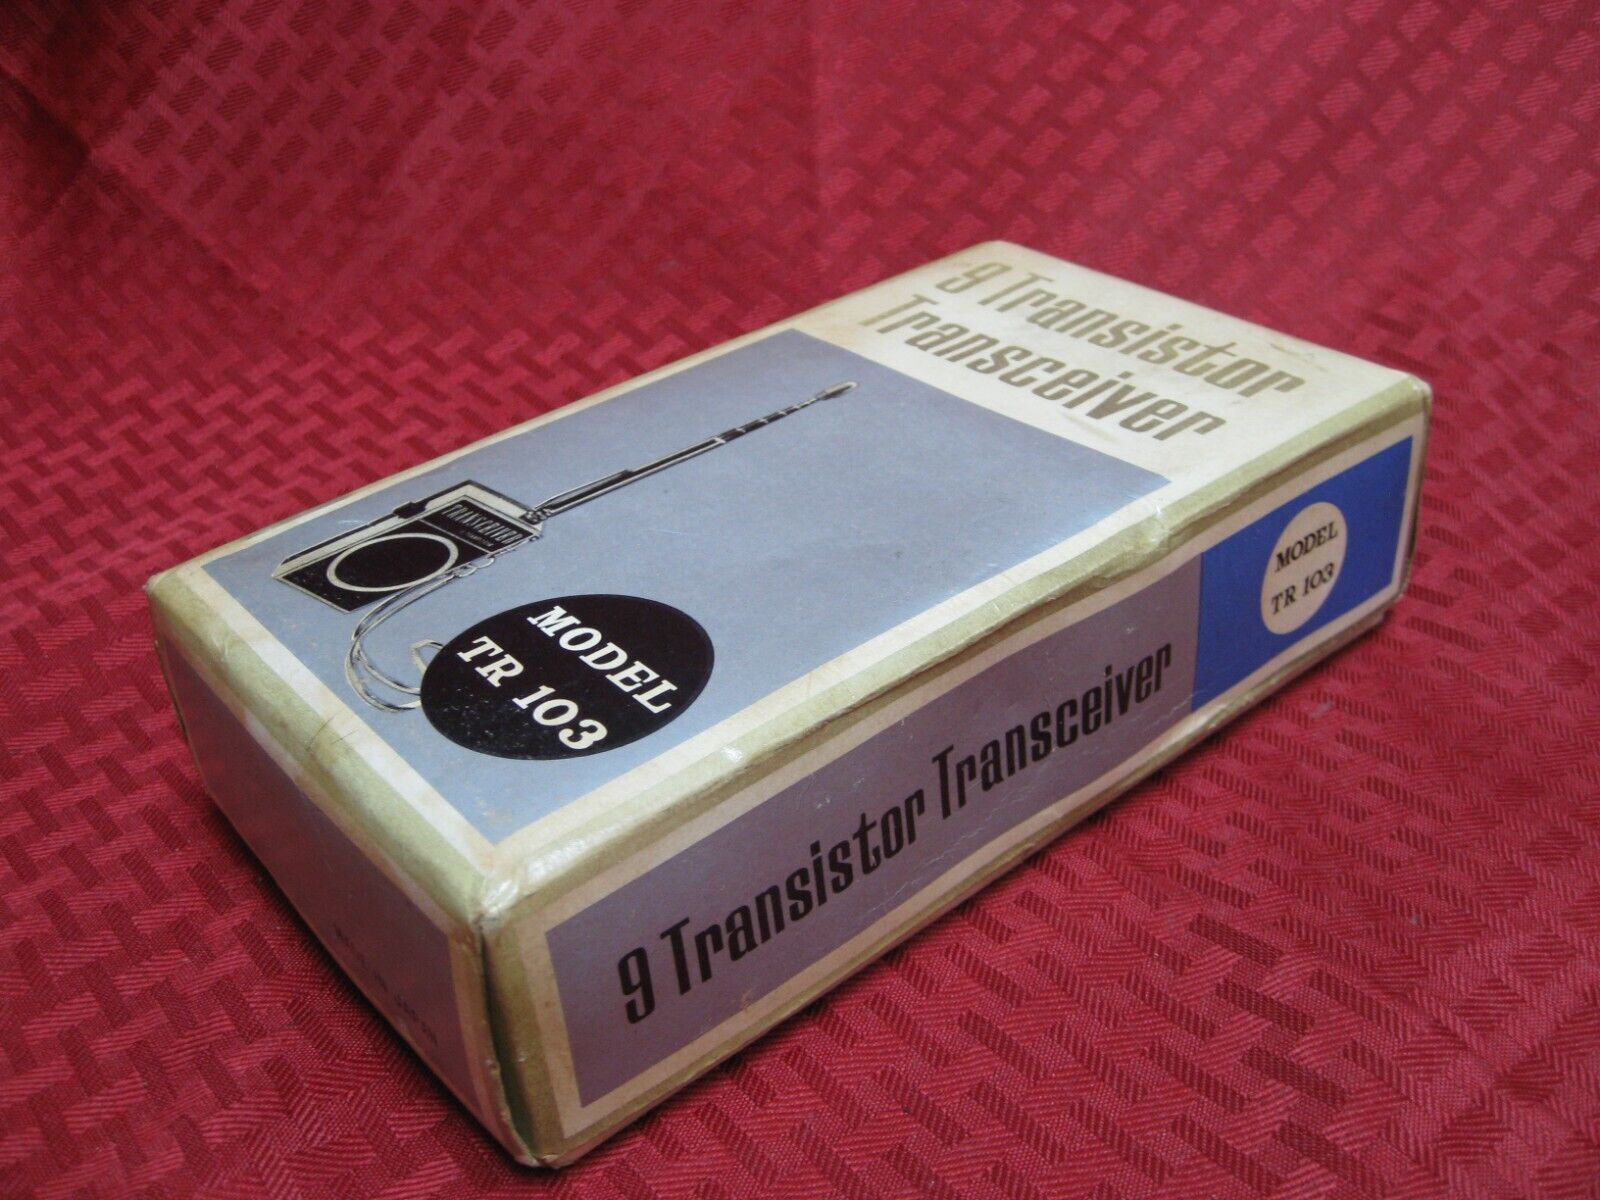 9 Transistor
Transceiver
TRANSCEIVER
MODEL
TR 103
9 Transistor Transceiver
MODEL
TR 103